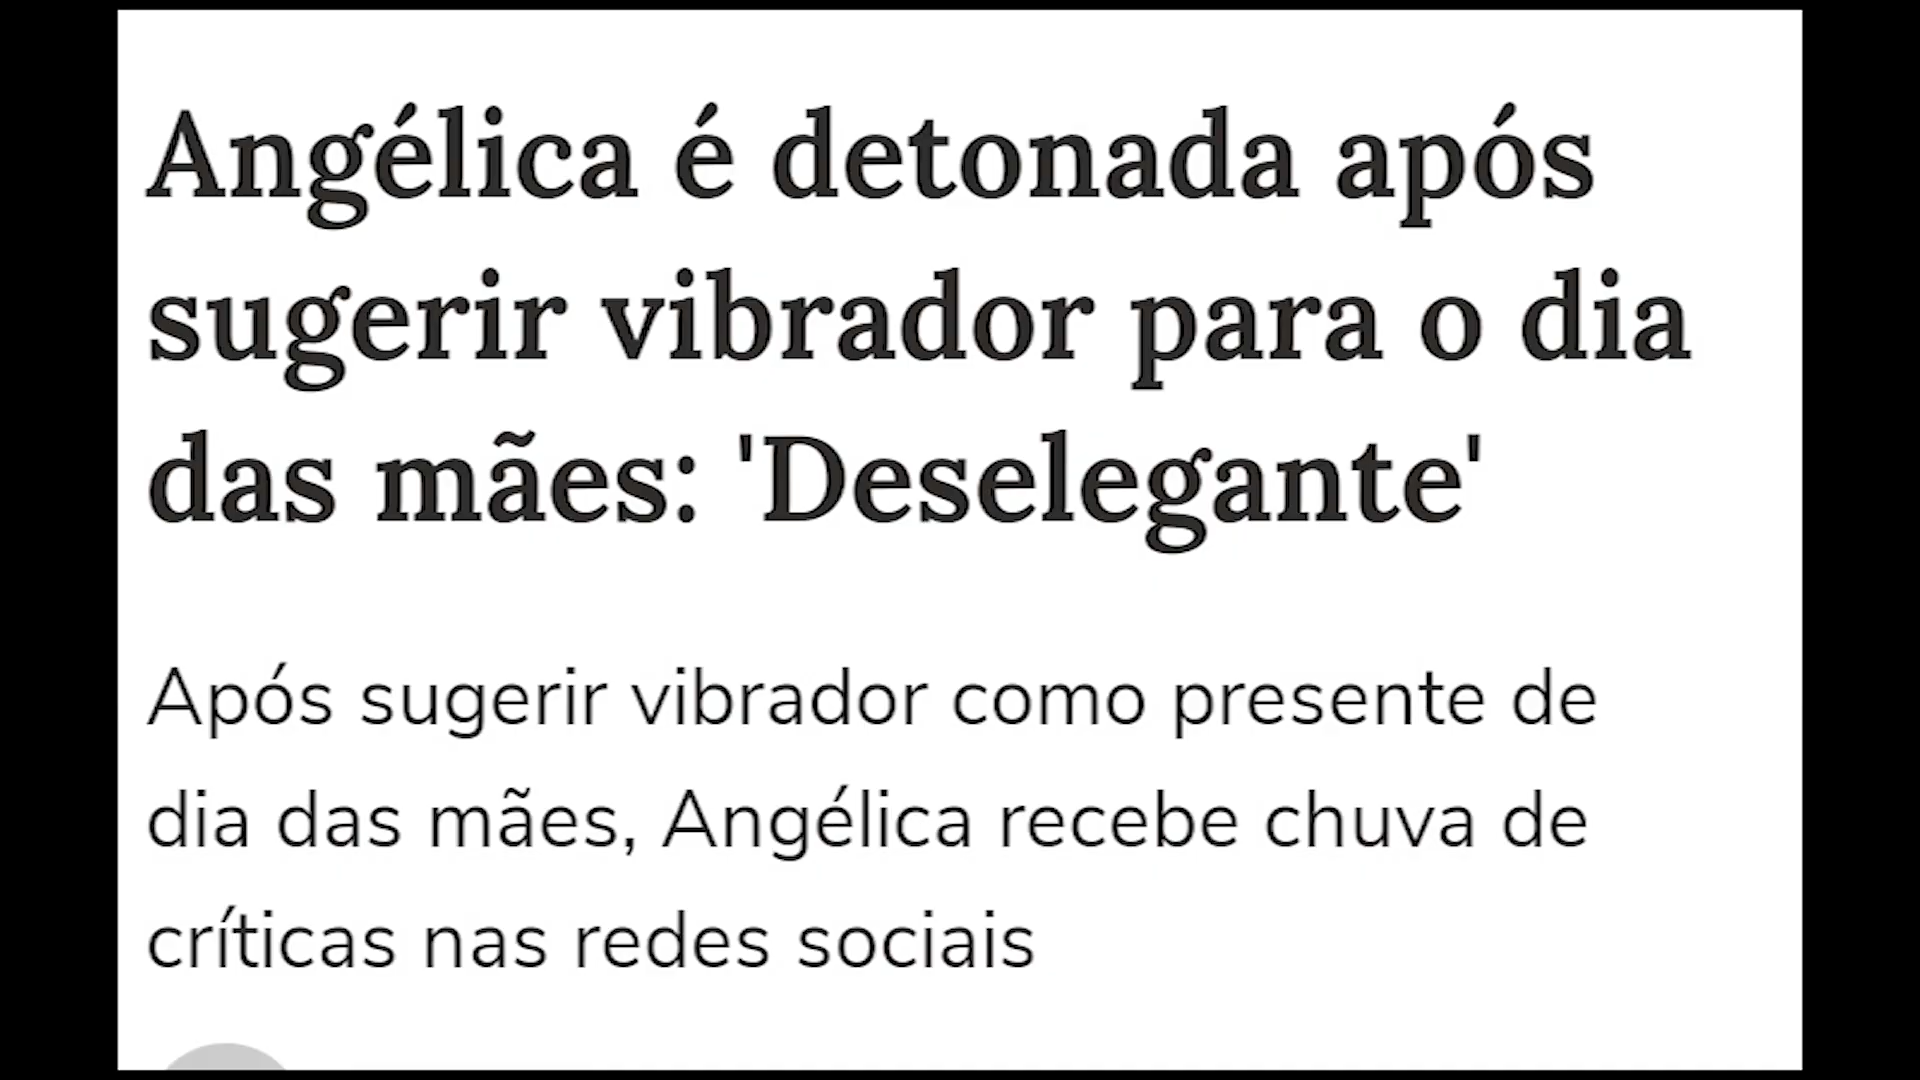 Angélica é detonada após
sugerir vibrador para o dia
das mães: 'Deselegante'
Após sugerir vibrador como presente de
dia das mães, Angélica recebe chuva de
críticas nas redes sociais